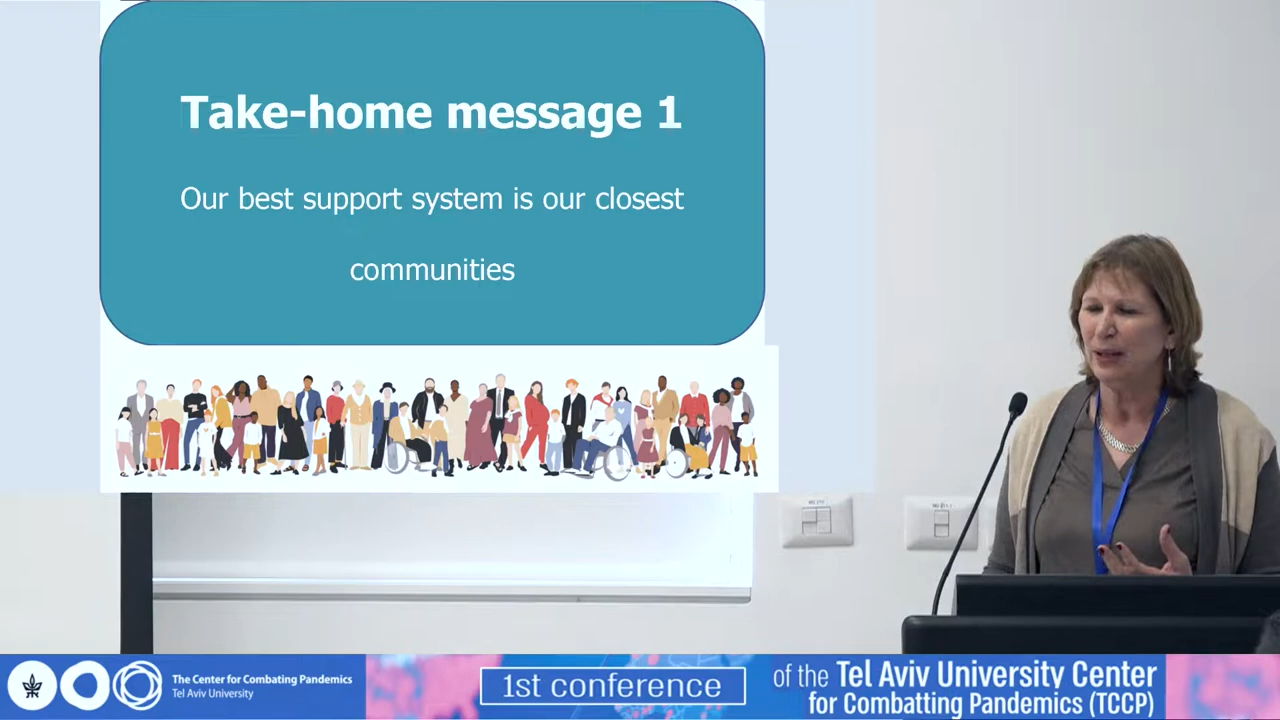 Take-home message 1
Our best support system is our closest
communities
The Center for Combating Pandemics
Tel Aviv University
1st conference
of the Tel Aviv University Center
for Combatting Pandemics (TCCP)